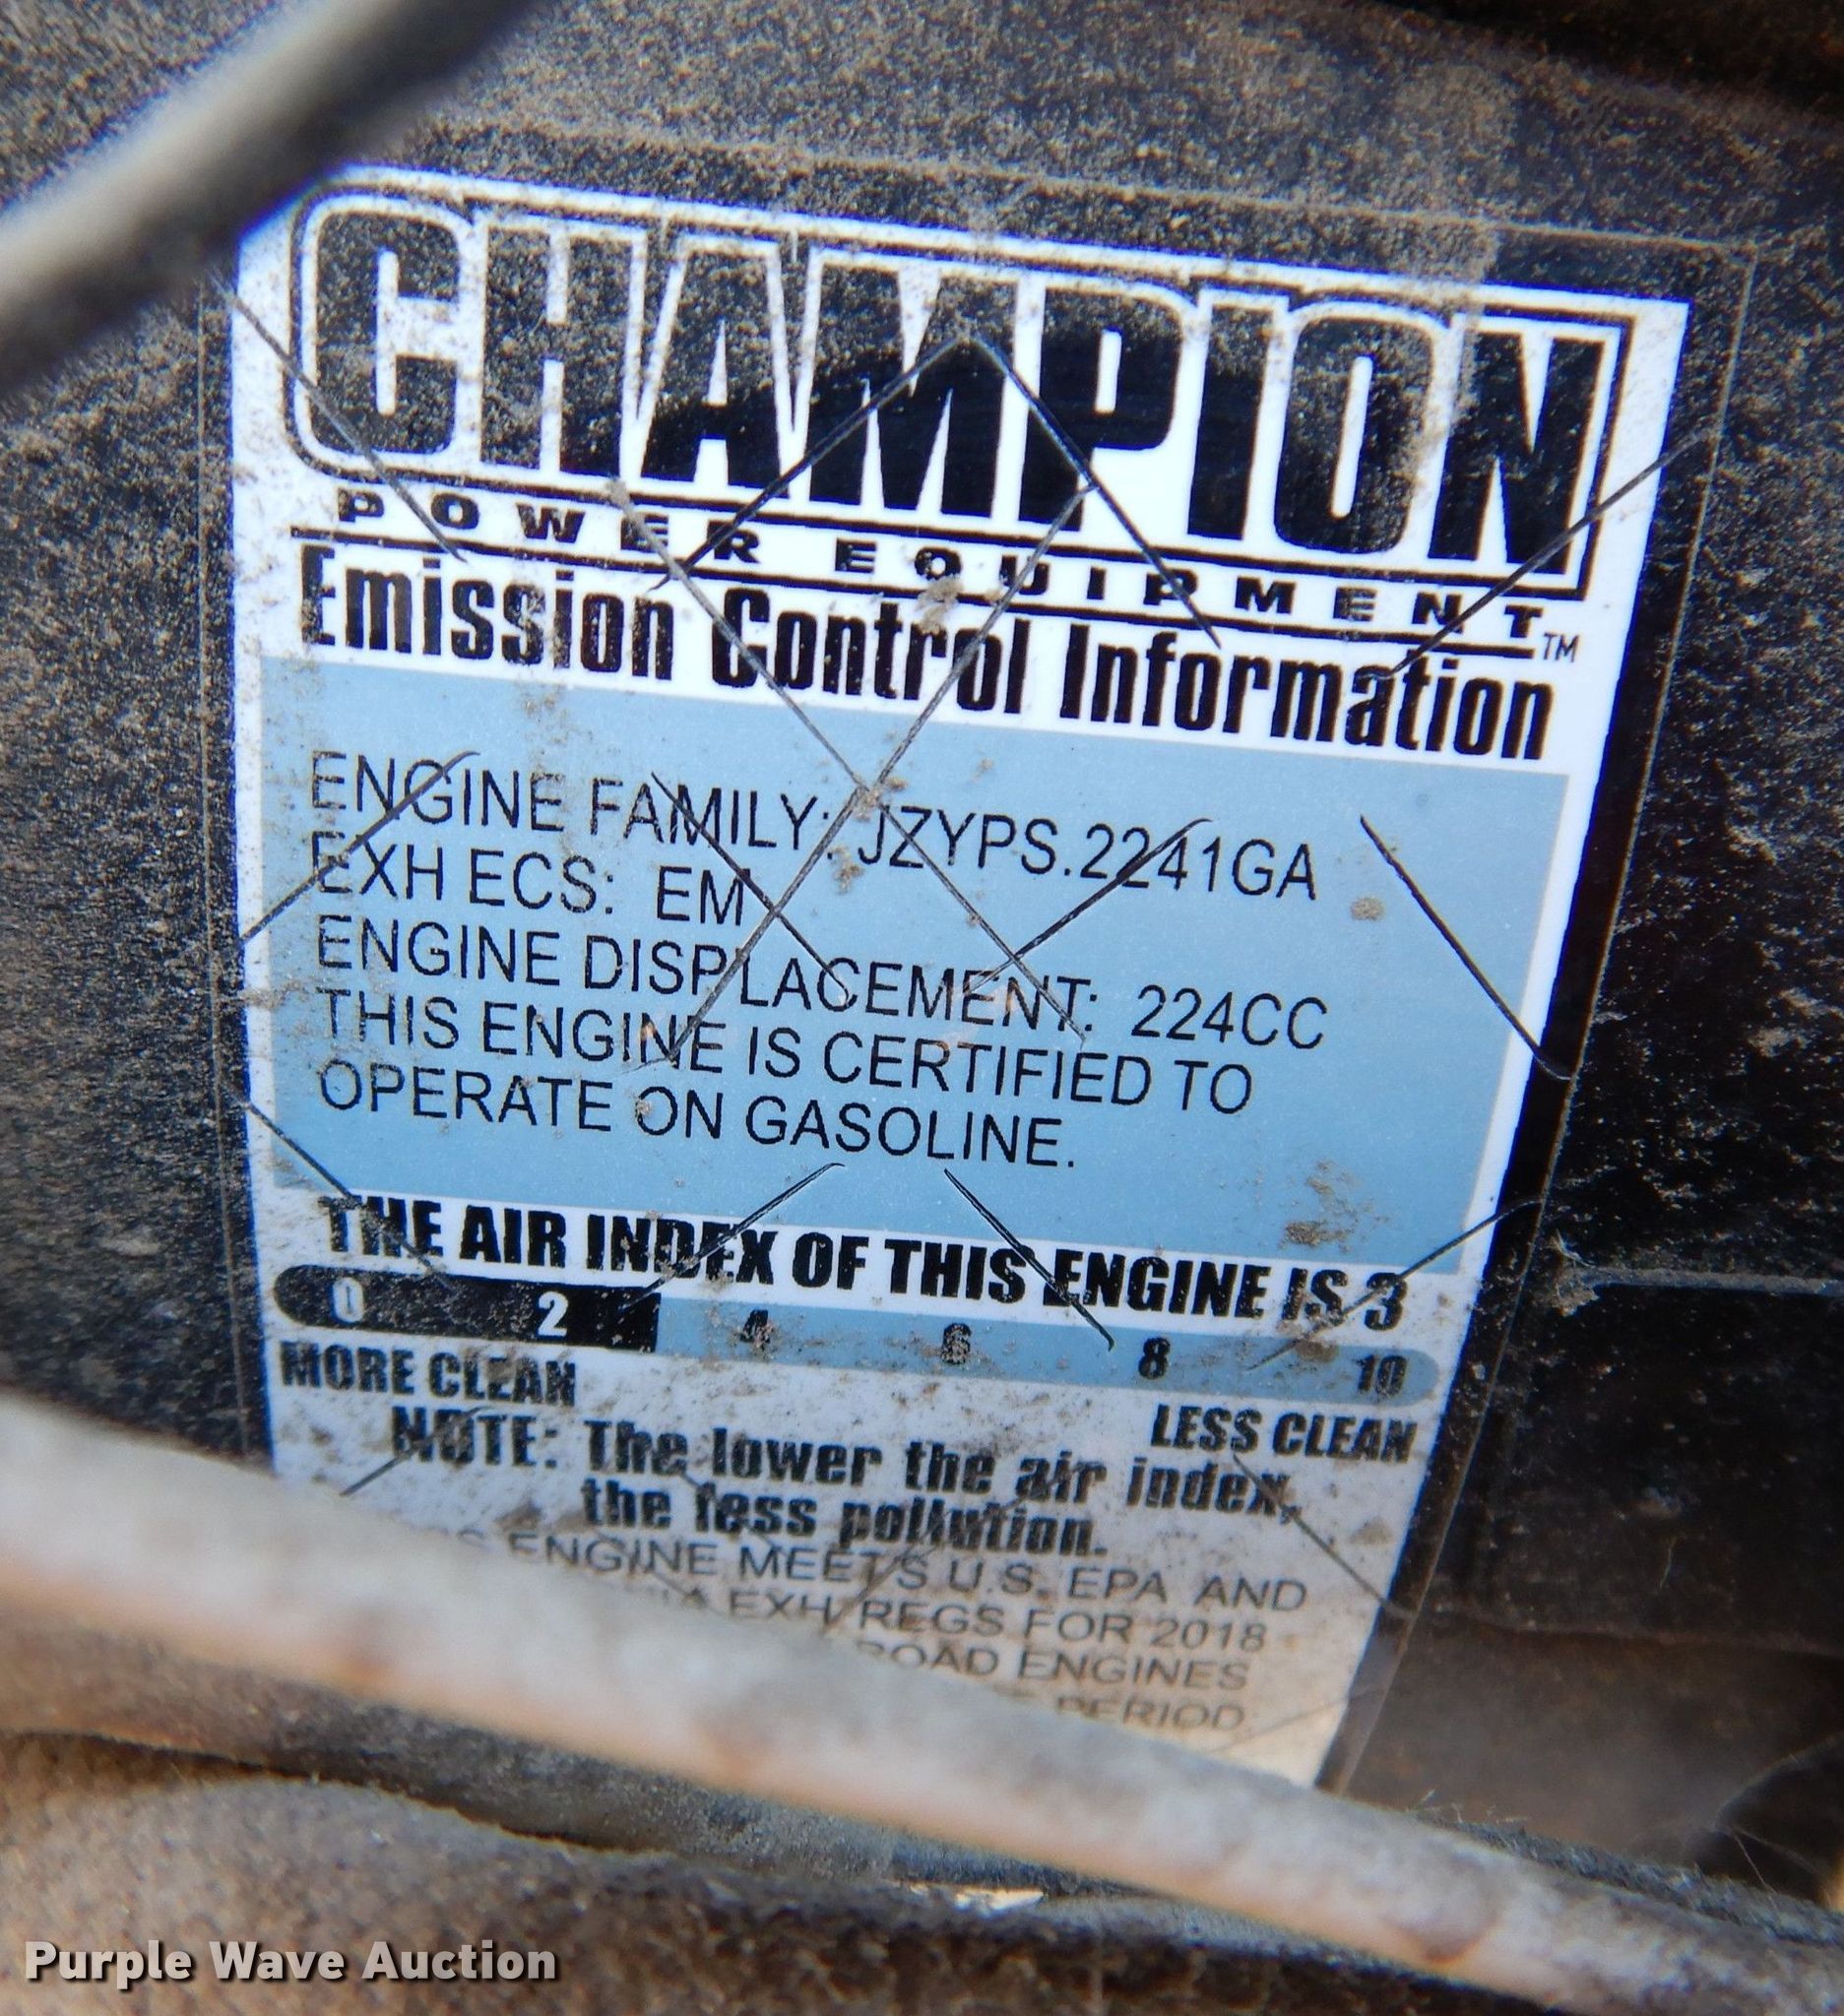 CHAMPION
POWER EQUIPMENT™
Emission Control Information
ENGINE FAMILY: JZYPS.2241GA
EXH ECS: EM
ENGINE DISPLACEMENT: 224CC
THIS ENGINE IS CERTIFIED TO
OPERATE ON GASOLINE.
THE AIR INDEX OF THIS ENGINE IS 3
0 2 4 6 8 10
MORE CLEAN
LESS CLEAN
NOTE: The lower the air index,
the less pollution.
ENGINE MEETS U.S. EPA AND
EXH REGS FOR 2018
ENGINES
PERIOD
Purple Wave Auction